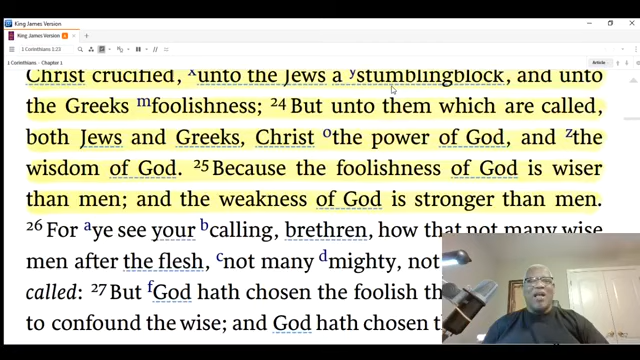 King James Version
King James Version
1 Corinthians 1:23
Article
1 Corinthians › Chapter 1
Christ crucified, x unto the Jews a y stumblingblock, and unto
the Greeks m foolishness; 24 But unto them which are called,
both Jews and Greeks, Christ o the power of God, and z the
wisdom of God. 25 Because the foolishness of God is wiser
than men; and the weakness of God is stronger than men.
26 For a ye see your b calling, brethren, how that not many wise
men after the flesh, c not many d mighty, not
called: 27 But f God hath chosen the foolish th
to confound the wise; and God hath chosen t